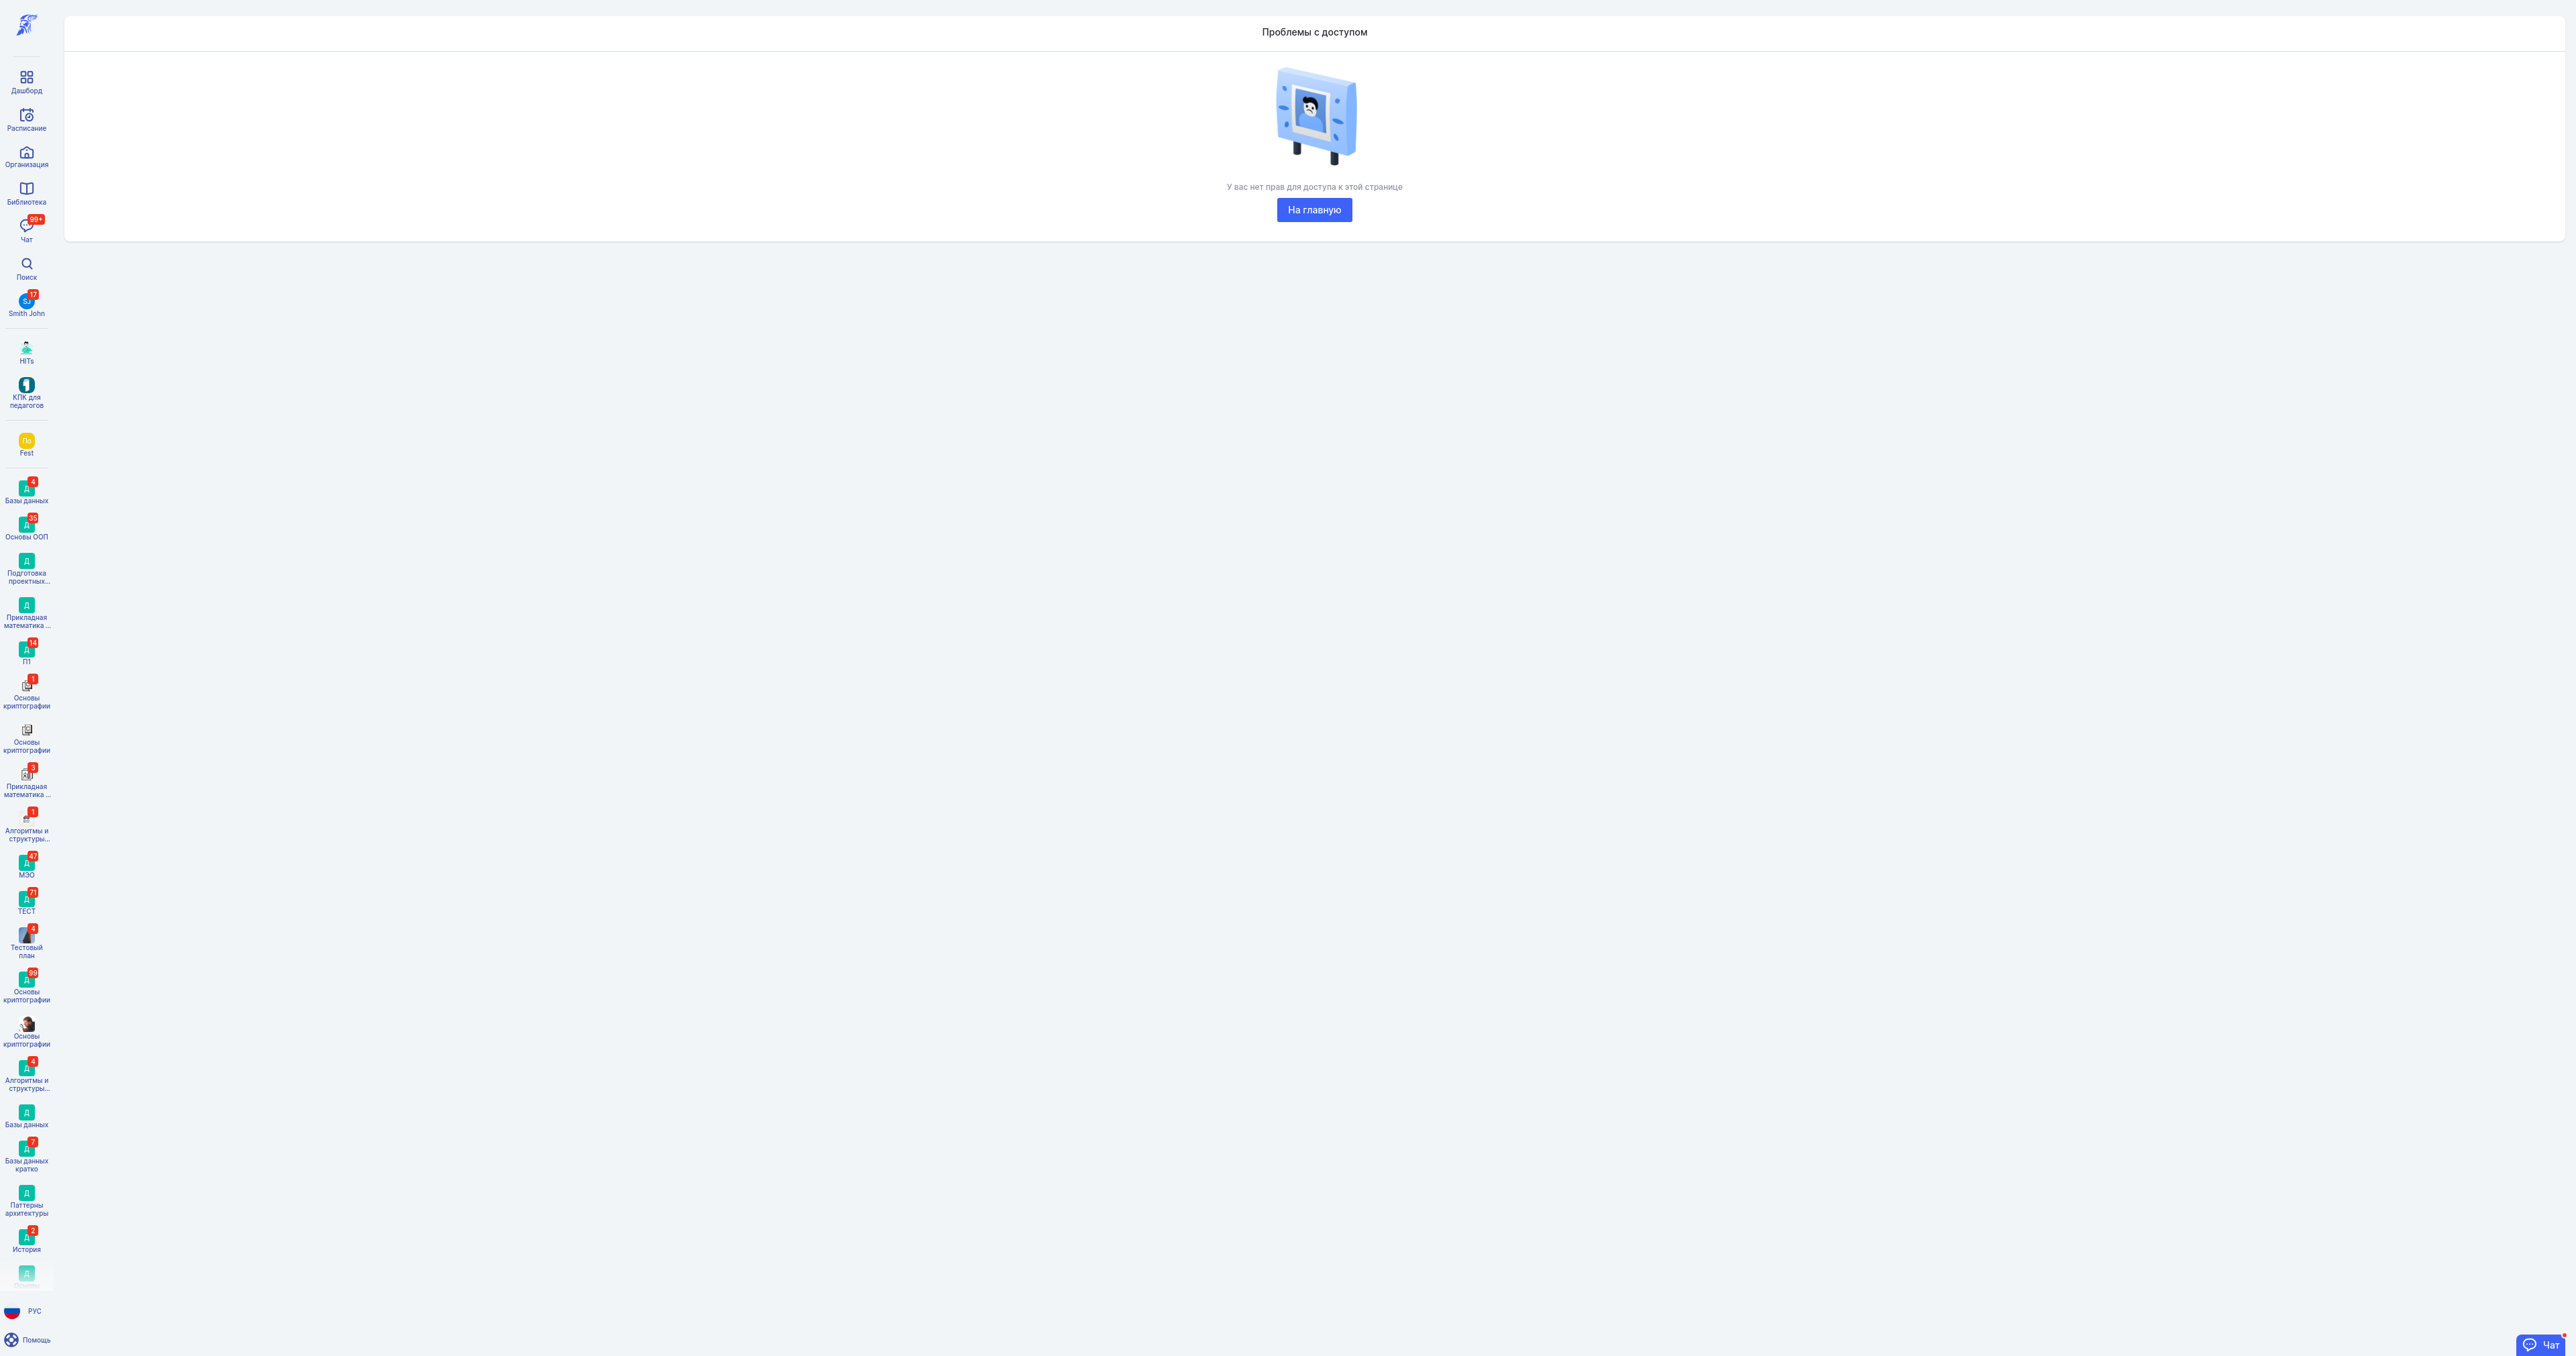 Проблемы с доступом
У вас нет прав для доступа к этой странице
На главную
Дашборд
Расписание
Организация
Библиотека
99+
Чат
Поиск
17
SJ
Smith John
HITs
КПК для
педагогов
Па
Fest
4
Д
Базы данных
35
Д
Основы ООП
Д
Подготовка
проектных...
Д
Прикладная
математика ...
14
Д
П1
1
Основы
криптографии
Основы
криптографии
3
Прикладная
математика ...
1
Алгоритмы и
структуры...
47
Д
МЭО
71
Д
ТЕСТ
4
Тестовый
план
99
Д
Основы
криптографии
Основы
криптографии
4
Д
Алгоритмы и
структуры...
Д
Базы данных
7
Д
Базы данных
кратко
Д
Паттерны
архитектуры
2
Д
История
Д
РУС
Помощь
Чат